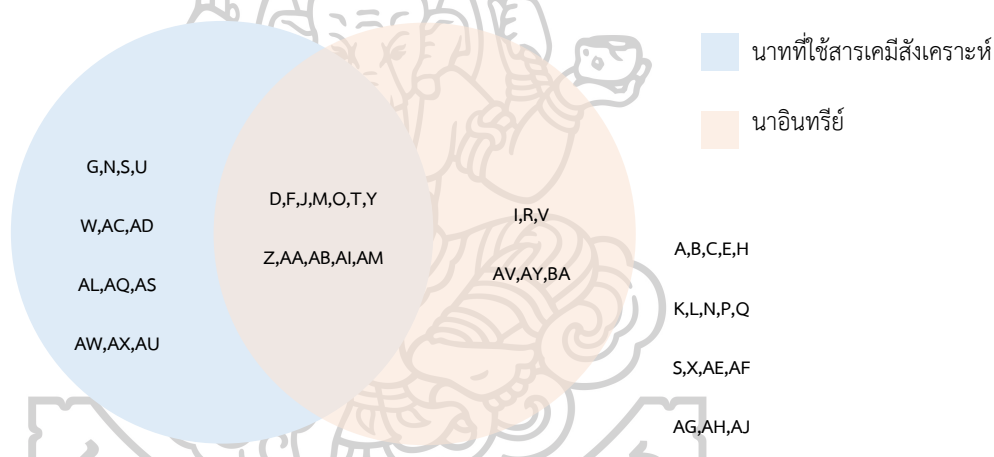 นาที่ใช้สารเคมีสังเคราะห์
นาอินทรีย์
G,N,S,U
W,AC,AD
AL,AQ,AS
AW,AX,AU
D,F,J,M,O,T,Y
Z,AA,AB,AI,AM
I,R,V
AV,AY,BA
A,B,C,E,H
K,L,N,P,Q
S,X,AE,AF
AG,AH,AJ